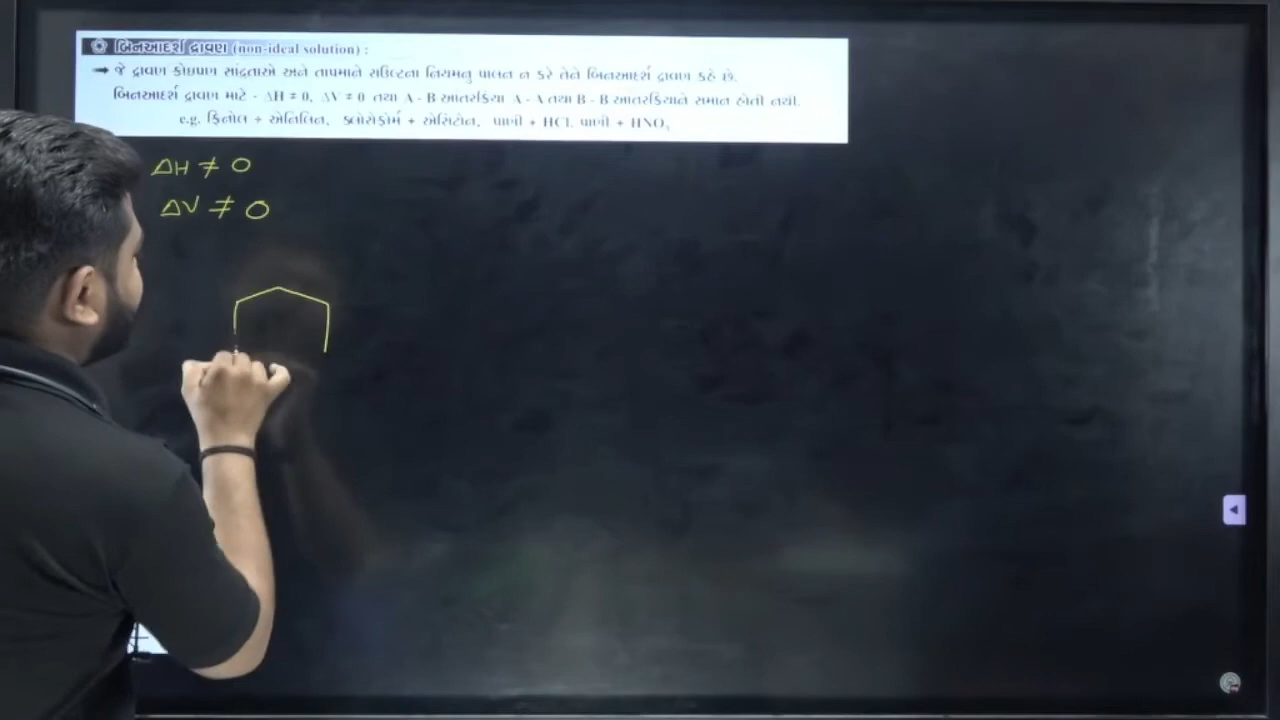 બિનઆદર્શ દ્રાવણ (non-ideal solution) :
➞ જે દ્રાવણ કોઇપણ સાંદ્રતાએ અને તાપમાને રાઉલ્ટના નિયમનું પાલન ન કરે તેને બિનઆદર્શ દ્રાવણ કહે છે.
બિનઆદર્શ દ્રાવણ માટે - ΔH ≠ 0, ΔV ≠ 0 તથા A - B આંતરક્રિયા A - A તથા B - B આંતરક્રિયાને સમાન હોતી નથી.
e.g. ફિનોલ + એનિલિન, ક્લોરોફોર્મ + એસિટોન, પાણી + HCl, પાણી + HNO₃
ΔH ≠ 0
ΔV ≠ 0